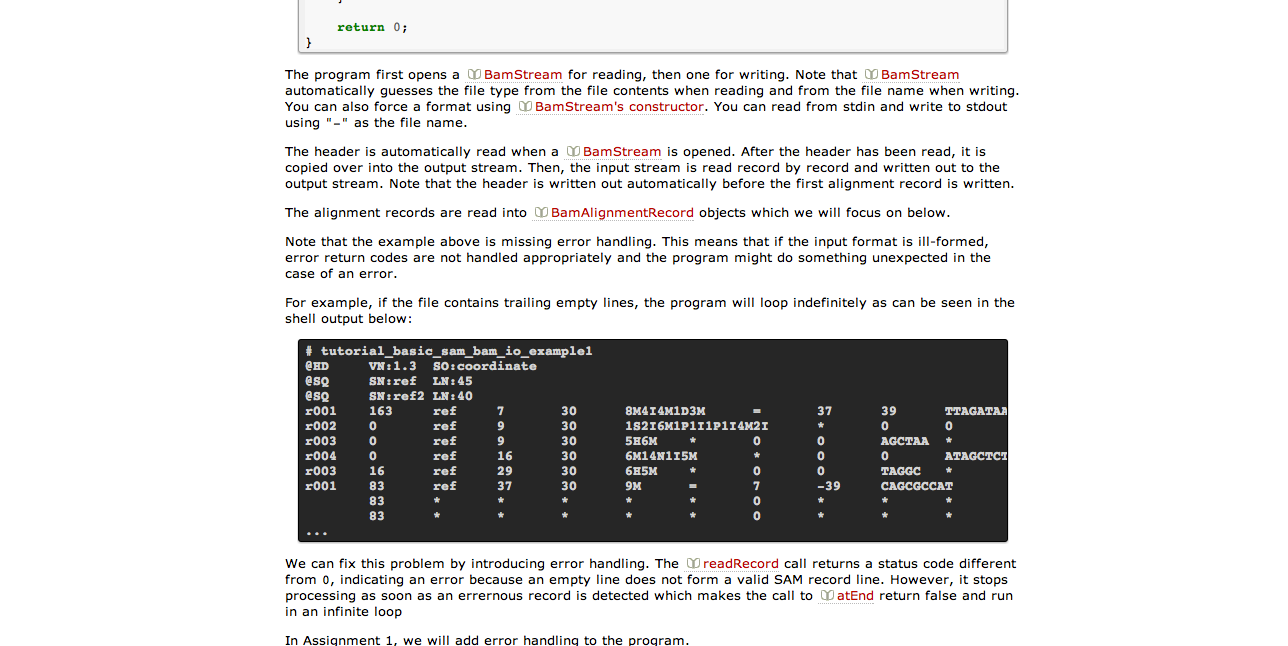 return 0;
}
The program first opens a BamStream for reading, then one for writing. Note that BamStream
automatically guesses the file type from the file contents when reading and from the file name when writing.
You can also force a format using BamStream's constructor. You can read from stdin and write to stdout
using "-" as the file name.
The header is automatically read when a BamStream is opened. After the header has been read, it is
copied over into the output stream. Then, the input stream is read record by record and written out to the
output stream. Note that the header is written out automatically before the first alignment record is written.
The alignment records are read into BamAlignmentRecord objects which we will focus on below.
Note that the example above is missing error handling. This means that if the input format is ill-formed,
error return codes are not handled appropriately and the program might do something unexpected in the
case of an error.
For example, if the file contains trailing empty lines, the program will loop indefinitely as can be seen in the
shell output below:
# tutorial_basic_sam_bam_io_example1
@HD VN:1.3 SO:coordinate
@SQ SN:ref LN:45
@SQ SN:ref2 LN:40
r001 163 ref 7 30 8M4I4M1D3M = 37 39 TTAGATAA
r002 0 ref 9 30 1S2I6M1P1I1P1I4M2I * 0 0
r003 0 ref 9 30 5H6M * 0 0 AGCTAA *
r004 0 ref 16 30 6M14N1I5M * 0 0 ATAGCTCT
r003 16 ref 29 30 6H5M * 0 0 TAGGC *
r001 83 ref 37 30 9M = 7 -39 CAGCGCCAT
83 * * * * * 0 * * *
83 * * * * * 0 * * *
...
We can fix this problem by introducing error handling. The readRecord call returns a status code different
from 0, indicating an error because an empty line does not form a valid SAM record line. However, it stops
processing as soon as an errernous record is detected which makes the call to atEnd return false and run
in an infinite loop
In Assignment 1, we will add error handling to the program.